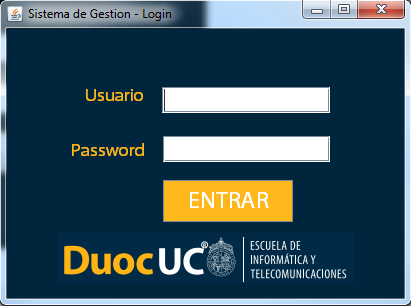 Sistema de Gestion - Login
Usuario
Password
ENTRAR
DuocUC®
ESCUELA DE
INFORMÁTICA Y
TELECOMUNICACIONES